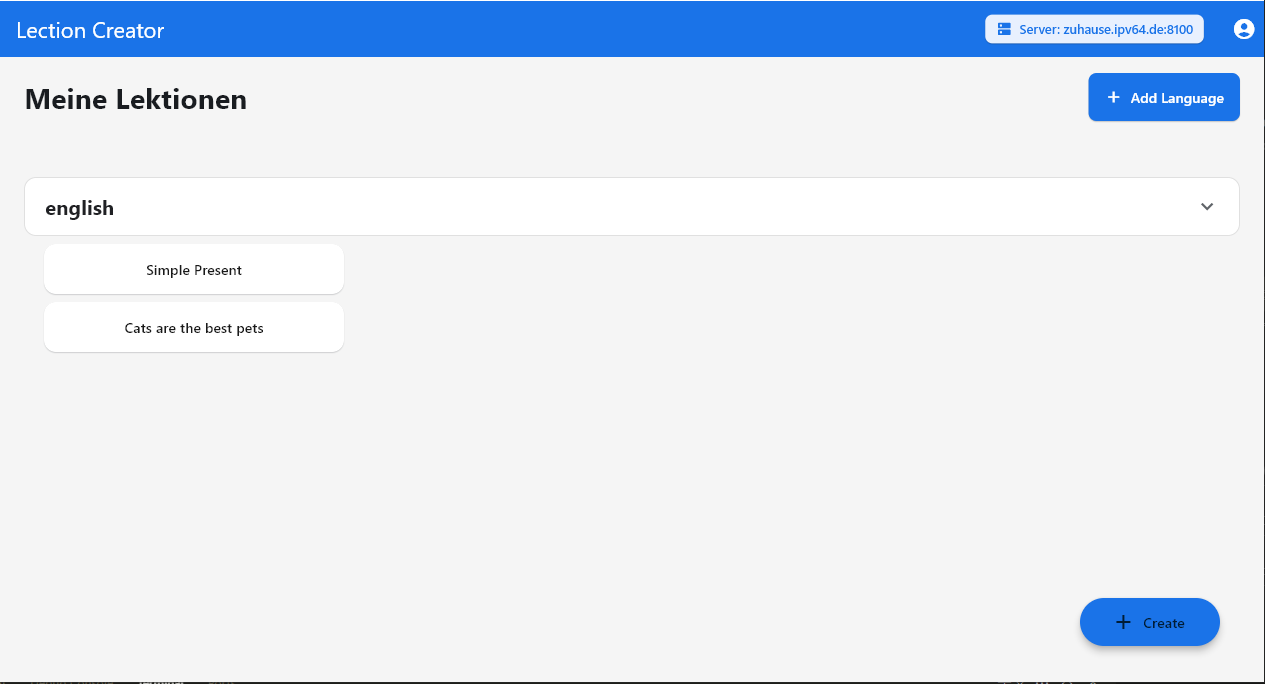 Lection Creator
Server: zuhause.ipv64.de:8100
Meine Lektionen
+ Add Language
english
Simple Present
Cats are the best pets
+ Create